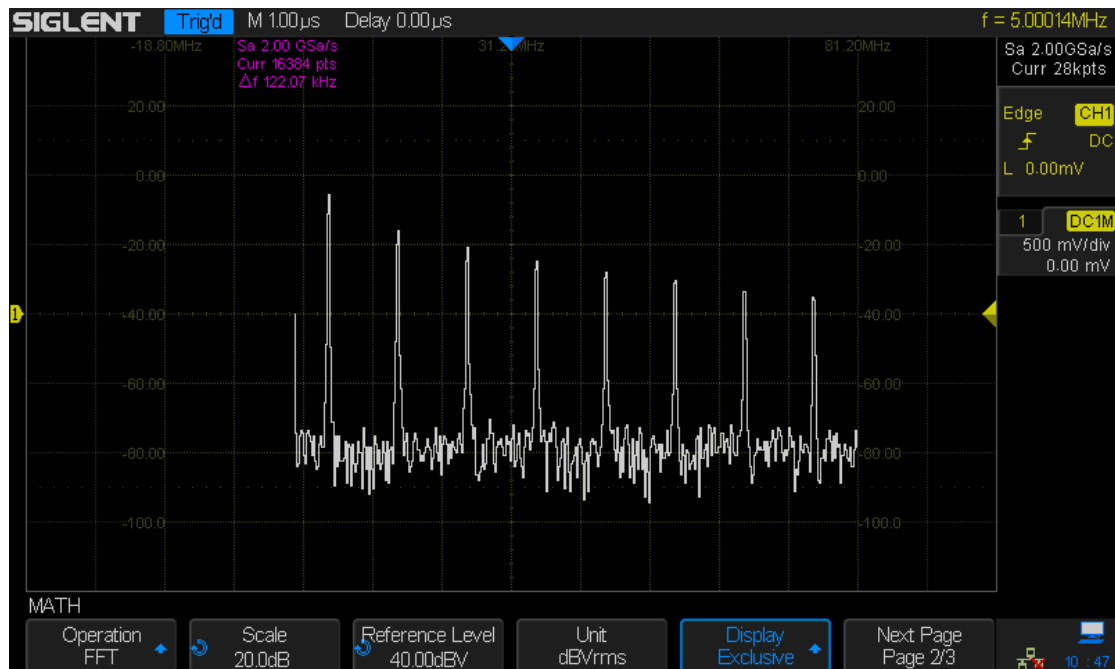 SIGLENT Trig'd M 1.00µs Delay 0.00µs f = 5.00014MHz
-18.80MHz Sa 2.00 GSa/s 81.20MHz Sa 2.00GSa/s
Curr 16384 pts Curr 28kpts
Δf 122.07 kHz
20.00 20.00 Edge CH1
DC
0.00 0.00 L 0.00mV
1 DC1M
-20.00 -20.00 500 mV/div
0.00 mV
1 -40.00 -40.00
-60.00 -60.00
-80.00 -80.00
-100.0 -100.0
MATH
Operation Scale Reference Level Unit Display Next Page
FFT 20.0dB 40.00dBV dBVrms Exclusive Page 2/3
10:47